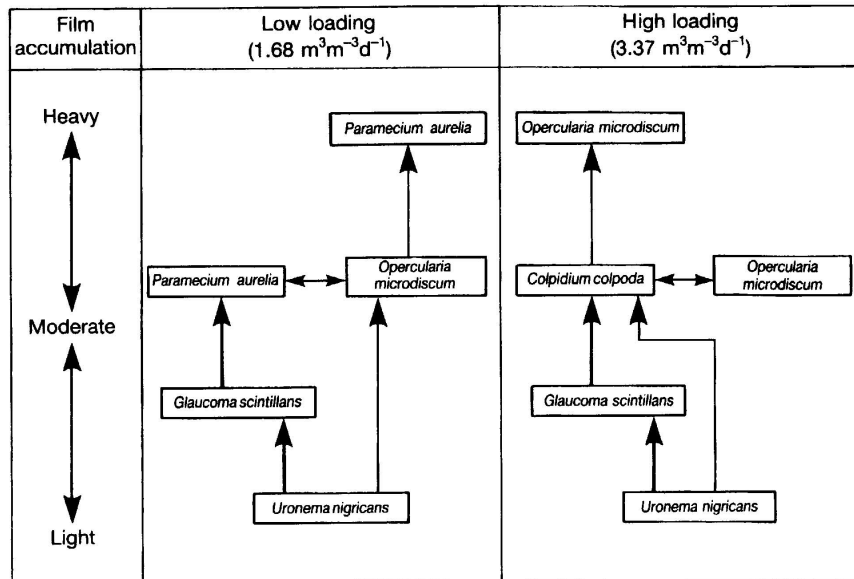 Film
accumulation
Low loading
(1.68 m³m⁻³d⁻¹)
High loading
(3.37 m³m⁻³d⁻¹)
Heavy
Moderate
Light
Paramecium aurelia
Paramecium aurelia
Opercularia
microdiscum
Glaucoma scintillans
Uronema nigricans
Opercularia microdiscum
Colpidium colpoda
Opercularia
microdiscum
Glaucoma scintillans
Uronema nigricans